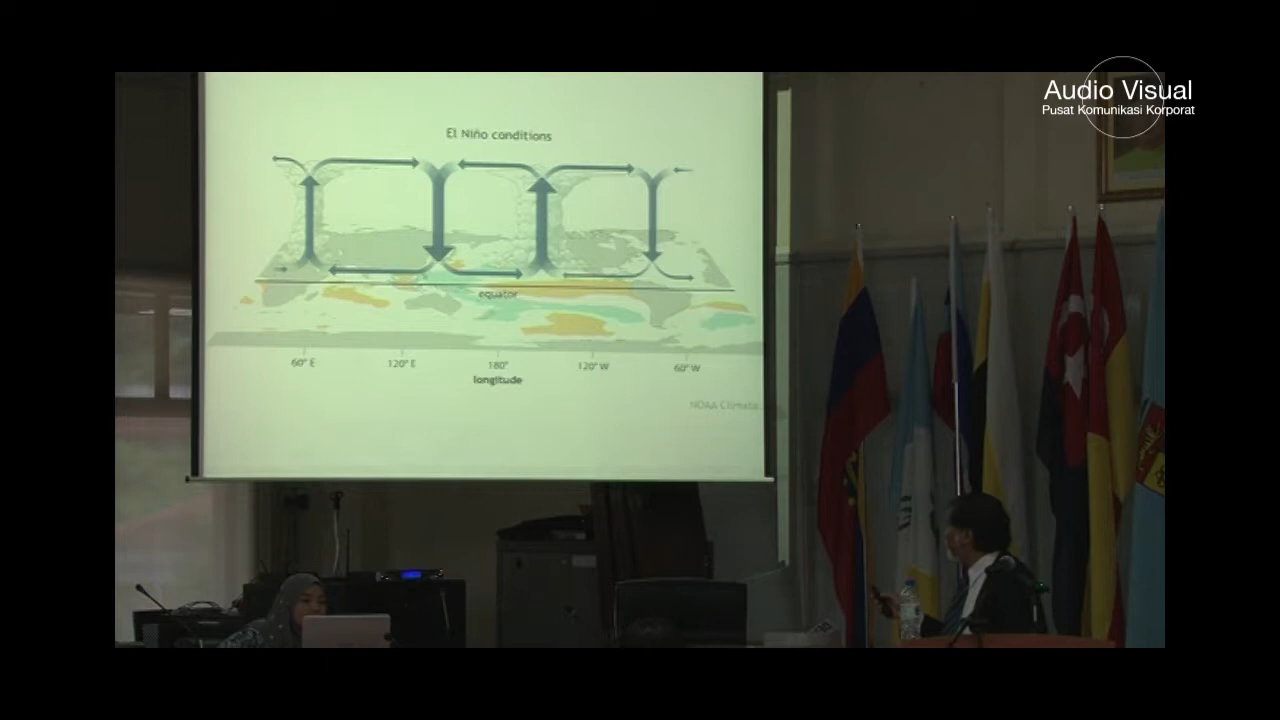 Audio Visual
Pusat Komunikasi Korporat
El Niño conditions
equator
60° E
120° E
180°
120° W
60° W
longitude
NOAA Climate